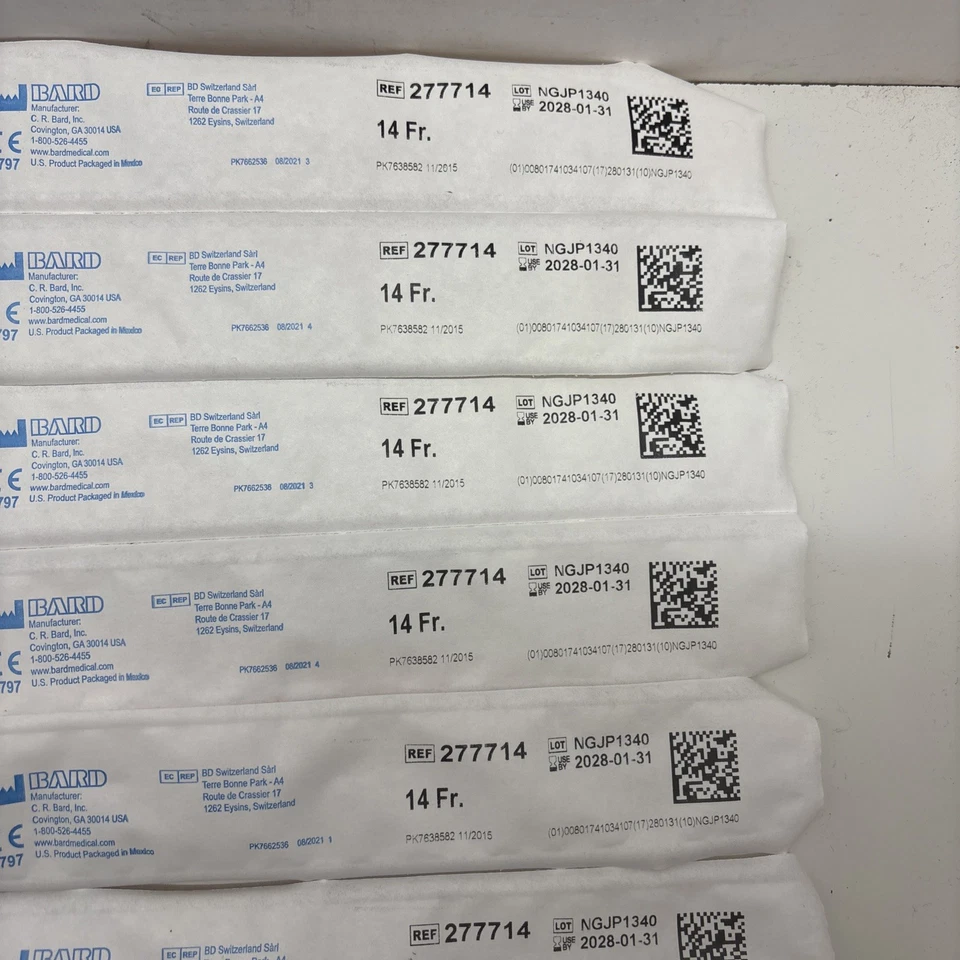 BARD
Manufacturer:
C. R. Bard, Inc.
Covington, GA 30014 USA
1-800-526-4455
www.bardmedical.com
U.S. Product Packaged in Mexico
CE
797
EC REP BD Switzerland Sàrl
Terre Bonne Park - A4
Route de Crassier 17
1262 Eysins, Switzerland
PK7662536 08/2021 3
REF 277714
14 Fr.
PK7638582 11/2015
LOT NGJP1340
USE BY 2028-01-31
(01)00801741034107(17)280131(10)NGJP1340
BARD
Manufacturer:
C. R. Bard, Inc.
Covington, GA 30014 USA
1-800-526-4455
www.bardmedical.com
U.S. Product Packaged in Mexico
CE
797
EC REP BD Switzerland Sàrl
Terre Bonne Park - A4
Route de Crassier 17
1262 Eysins, Switzerland
PK7662536 08/2021 4
REF 277714
14 Fr.
PK7638582 11/2015
LOT NGJP1340
USE BY 2028-01-31
(01)00801741034107(17)280131(10)NGJP1340
BARD
Manufacturer:
C. R. Bard, Inc.
Covington, GA 30014 USA
1-800-526-4455
www.bardmedical.com
U.S. Product Packaged in Mexico
CE
797
EC REP BD Switzerland Sàrl
Terre Bonne Park - A4
Route de Crassier 17
1262 Eysins, Switzerland
PK7662536 08/2021 3
REF 277714
14 Fr.
PK7638582 11/2015
LOT NGJP1340
USE BY 2028-01-31
(01)00801741034107(17)280131(10)NGJP1340
BARD
Manufacturer:
C. R. Bard, Inc.
Covington, GA 30014 USA
1-800-526-4455
www.bardmedical.com
U.S. Product Packaged in Mexico
CE
797
EC REP BD Switzerland Sàrl
Terre Bonne Park - A4
Route de Crassier 17
1262 Eysins, Switzerland
PK7662536 08/2021 4
REF 277714
14 Fr.
PK7638582 11/2015
LOT NGJP1340
USE BY 2028-01-31
(01)00801741034107(17)280131(10)NGJP1340
BARD
Manufacturer:
C. R. Bard, Inc.
Covington, GA 30014 USA
1-800-526-4455
www.bardmedical.com
U.S. Product Packaged in Mexico
CE
797
EC REP BD Switzerland Sàrl
Terre Bonne Park - A4
Route de Crassier 17
1262 Eysins, Switzerland
PK7662536 08/2021 1
REF 277714
14 Fr.
PK7638582 11/2015
LOT NGJP1340
USE BY 2028-01-31
(01)00801741034107(17)280131(10)NGJP1340
BARD
EC REP BD Switzerland Sàrl
Terre Bonne Park - A4
REF 277714
LOT NGJP1340
USE BY 2028-01-31